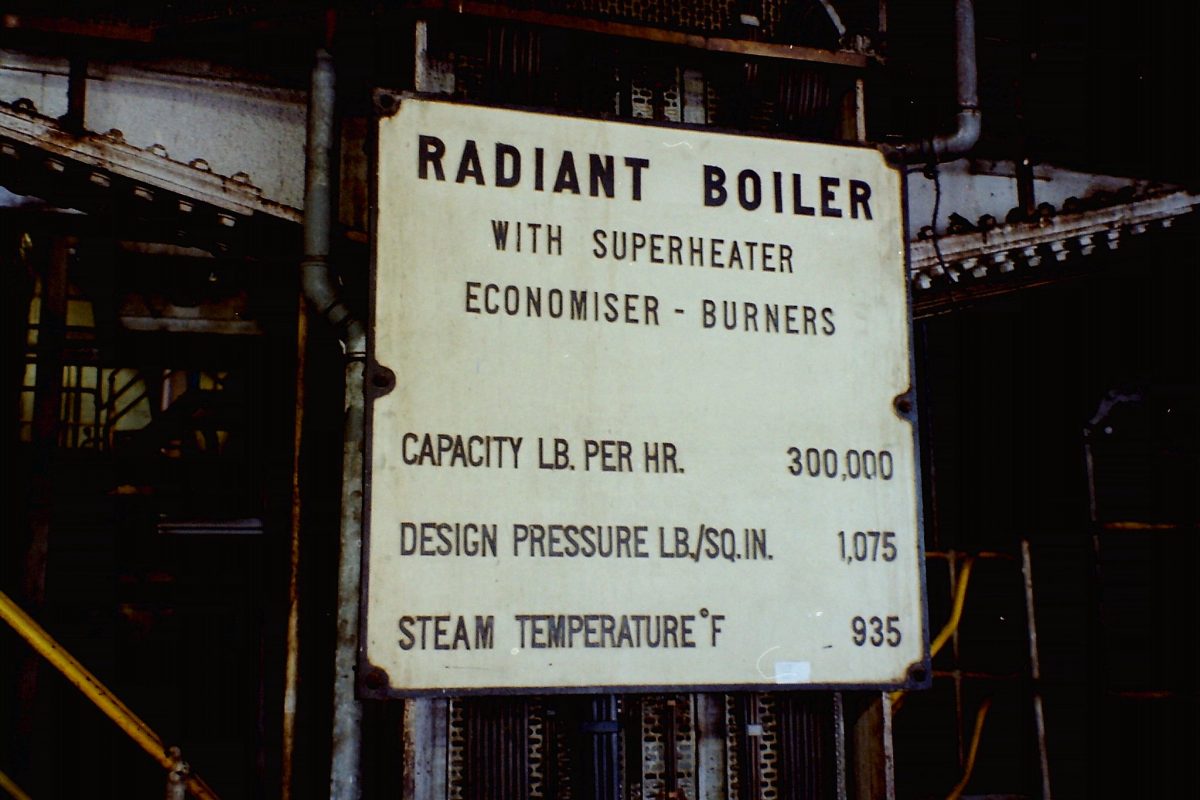 RADIANT BOILER
WITH SUPERHEATER
ECONOMISER - BURNERS
CAPACITY LB. PER HR. 300,000
DESIGN PRESSURE LB./SQ.IN. 1,075
STEAM TEMPERATURE °F 935